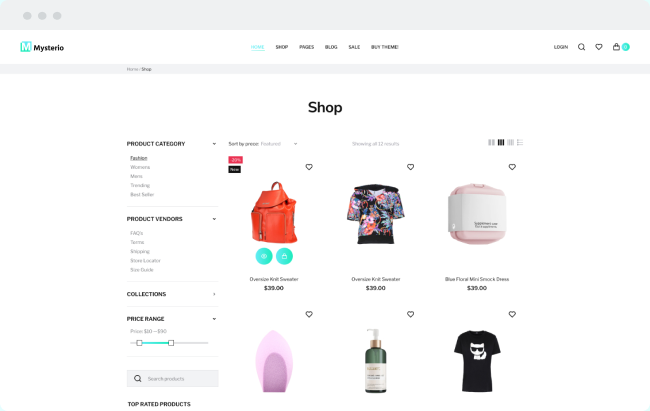 Mysterio
HOME SHOP PAGES BLOG SALE BUY THEME!
LOGIN
0
Home / Shop
Shop
PRODUCT CATEGORY
Fashion
Womens
Mens
Trending
Best Seller
PRODUCT VENDORS
FAQ's
Terms
Shipping
Store Locator
Size Guide
COLLECTIONS
PRICE RANGE
Price: $10 —$90
Search products
TOP RATED PRODUCTS
Sort by price: Featured
Showing all 12 results
-20%
New
Oversize Knit Sweater
$39.00
Oversize Knit Sweater
$39.00
Blue Floral Mini Smock Dress
$39.00